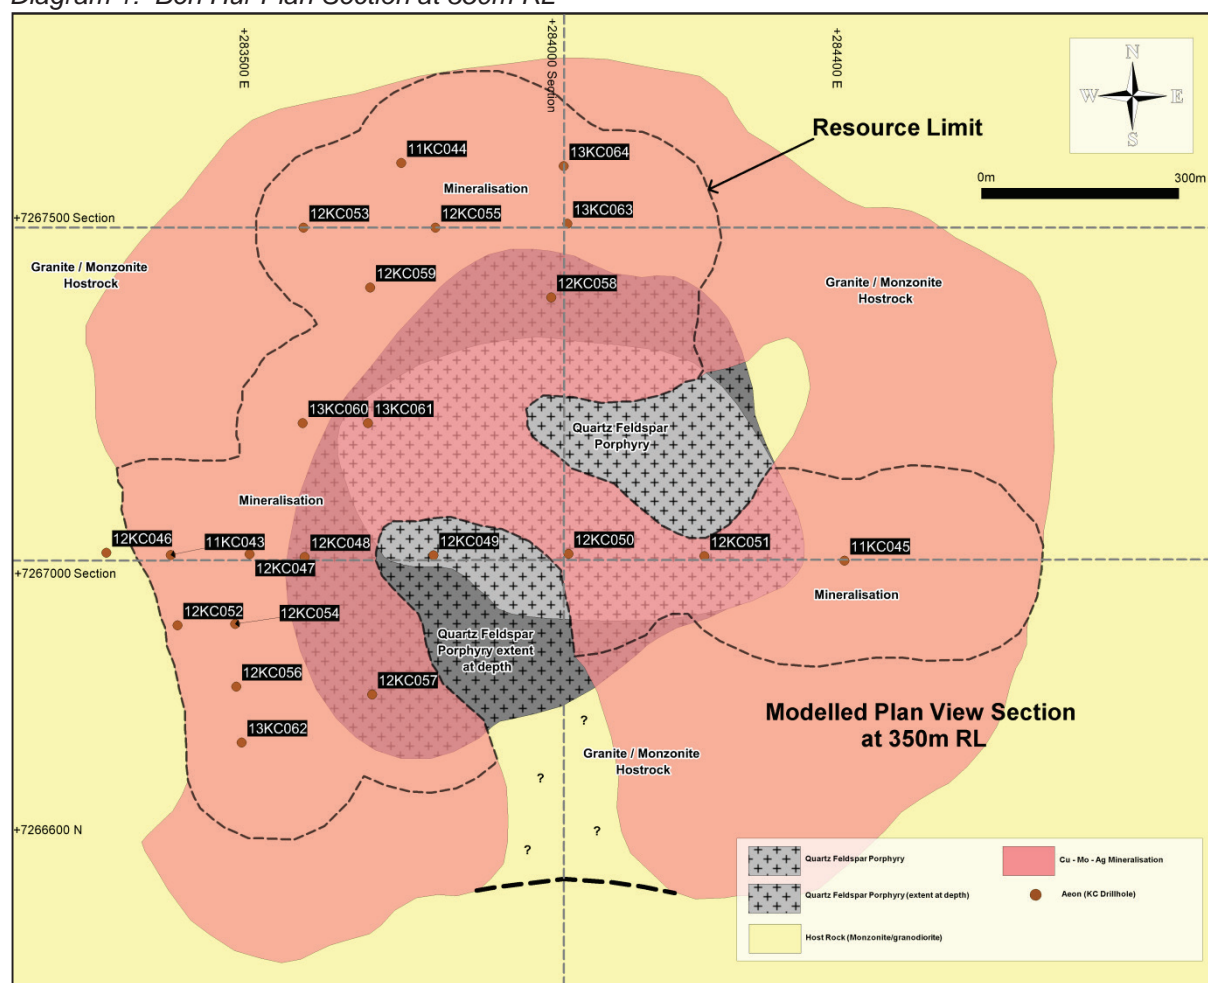 Diagram 1: Ben Hur Plan Section at 350m RL
+283500 E
+284000 Section
+284400 E
N
W
E
S
Resource Limit
0m
300m
11KC044
13KC064
Mineralisation
+7267500 Section
12KC053
12KC055
13KC063
Granite / Monzonite
Hostrock
12KC059
12KC058
Granite / Monzonite
Hostrock
13KC060
13KC061
Quartz Feldspar
Porphyry
Mineralisation
12KC046
11KC043
12KC048
12KC049
12KC050
12KC051
11KC045
12KC047
+7267000 Section
Mineralisation
12KC052
12KC054
Quartz Feldspar
Porphyry extent
at depth
12KC056
12KC057
13KC062
Modelled Plan View Section
at 350m RL
?
Granite / Monzonite
Hostrock
?
+7266600 N
?
?
Quartz Feldspar Porphyry
Cu - Mo - Ag Mineralisation
Quartz Feldspar Porphyry (extent at depth)
Aeon (KC Drillhole)
Host Rock (Monzonite/granodiorite)